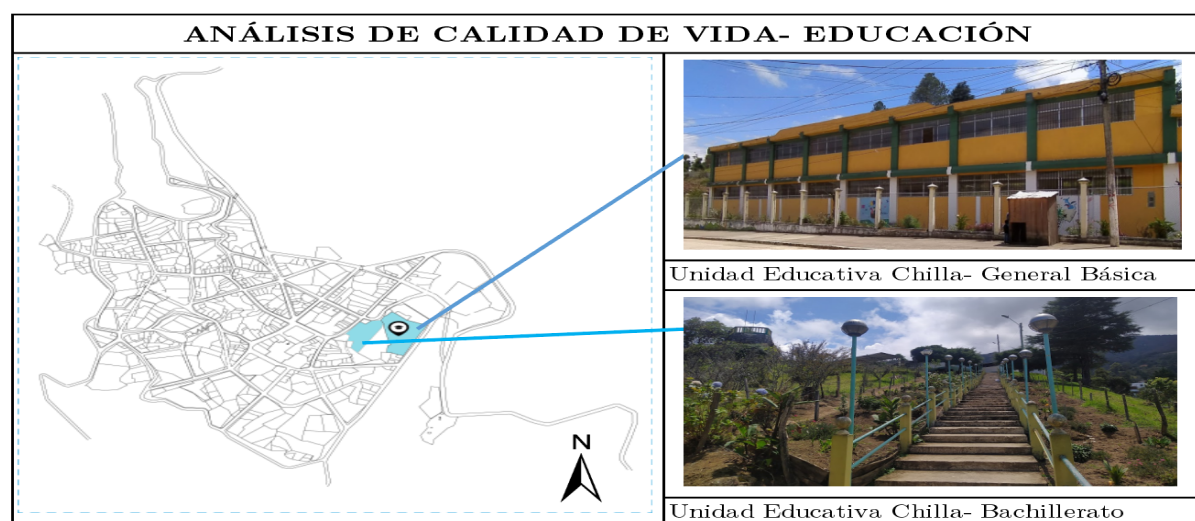 ANÁLISIS DE CALIDAD DE VIDA- EDUCACIÓN
N
Unidad Educativa Chilla- General Básica
Unidad Educativa Chilla- Bachillerato